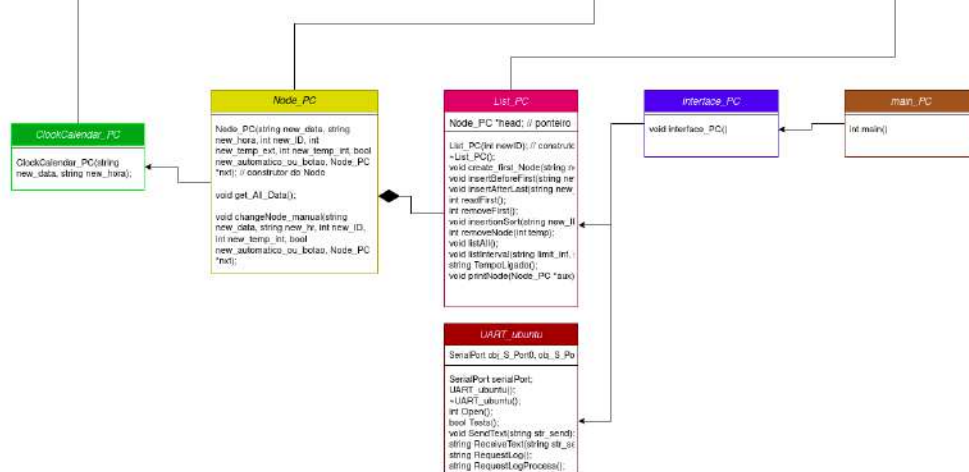 ClockCalendar_PC
ClockCalendar_PC(string
new_data, string new_hora);
Node_PC
Node_PC(string new_data, string
new_hora, int new_ID, int
new_temp_ext, int new_temp_int, bool
new_automatico_ou_botao, Node_PC
*nxt); // construtor do Node
void get_All_Data();
void changeNode_manual(string
new_data, string new_hr, int new_ID,
int new_temp_int, bool
new_automatico_ou_botao, Node_PC
*nxt);
List_PC
Node_PC *head; // ponteiro
List_PC(int newID); // construto
~List_PC();
void create_first_Node(string n
void insertBeforeFirst(string ne
void insertAfterLast(string new
int readFirst();
int removeFirst();
void insertionSort(string new_I
int removeNode(int temp);
void listAll();
void listInterval(string limit_inf,
string TempoLigado();
void printNode(Node_PC *aux)
UART_ubuntu
SerialPort obj_S_Port0, obj_S_Po
SerialPort serialPort;
UART_ubuntu();
~UART_ubuntu();
int Open();
bool Tests();
void SendText(string str_send);
string ReceiveText(string str_se
string RequestLog();
string RequestLogProcess();
interface_PC
void interface_PC()
main_PC
int main()